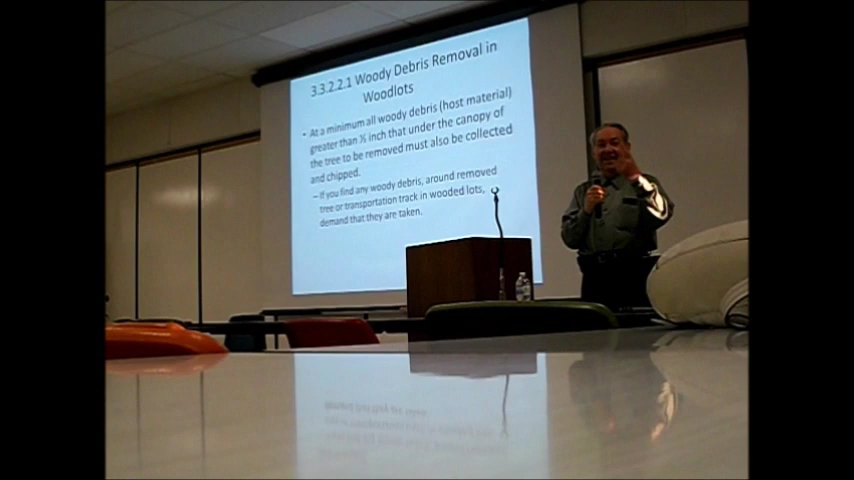 3.3.2.2.1 Woody Debris Removal in
Woodlots
• At a minimum all woody debris (host material)
greater than ½ inch that under the canopy of
the tree to be removed must also be collected
and chipped.
– If you find any woody debris, around removed
tree or transportation track in wooded lots,
demand that they are taken.